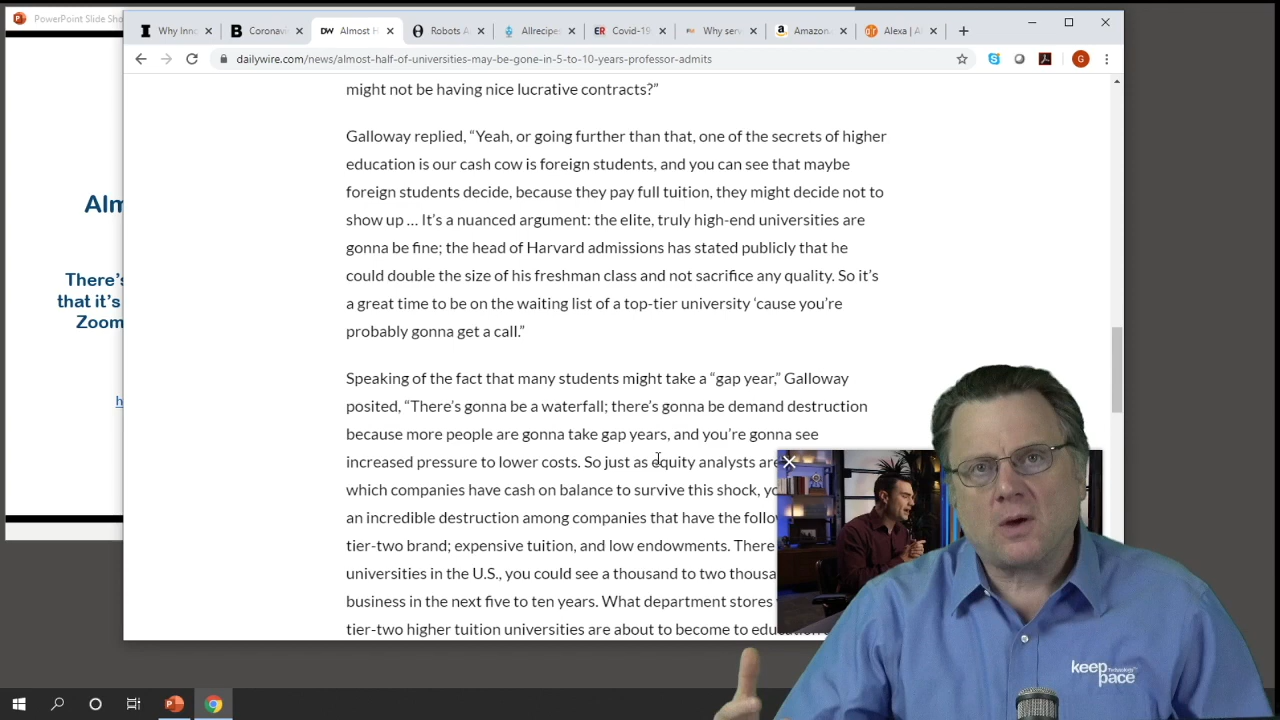 PowerPoint Slide Sho
Why Inno
Coronavi
DW Almost H
Robots A
Allrecipe
ER Covid-19
Why serv
Amazon.
Alexa | A
dailywire.com/news/almost-half-of-universities-may-be-gone-in-5-to-10-years-professor-admits
G
might not be having nice lucrative contracts?”
Galloway replied, “Yeah, or going further than that, one of the secrets of higher
education is our cash cow is foreign students, and you can see that maybe
foreign students decide, because they pay full tuition, they might decide not to
show up … It’s a nuanced argument: the elite, truly high-end universities are
gonna be fine; the head of Harvard admissions has stated publicly that he
could double the size of his freshman class and not sacrifice any quality. So it’s
a great time to be on the waiting list of a top-tier university ‘cause you’re
probably gonna get a call.”
Speaking of the fact that many students might take a “gap year,” Galloway
posited, “There’s gonna be a waterfall; there’s gonna be demand destruction
because more people are gonna take gap years, and you’re gonna see
increased pressure to lower costs. So just as equity analysts are
which companies have cash on balance to survive this shock, yo
an incredible destruction among companies that have the follo
tier-two brand; expensive tuition, and low endowments. There
universities in the U.S., you could see a thousand to two thousa
business in the next five to ten years. What department stores
tier-two higher tuition universities are about to become to edu
Alm
There’s
that it’s
Zoom
h
keep
Technologists
pace